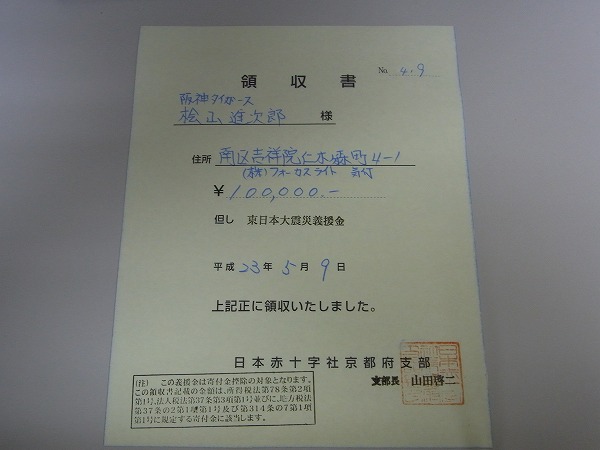 No. 4.9
領収書
阪神タイガース
桧山進次郎 様
住所 南区吉祥院仁木ノ森町4-1
(株)フォーカスライト 気付
¥100,000.-
但し 東日本大震災義援金
平成 23年 5月 9日
上記正に領収いたしました。
日本赤十字社京都府支部
支部長 山田啓二
(注) この義援金は寄付金控除の対象となります。
この領収書記載の金額は、所得税法第78条第2項
第1号、法人税法第37条第3項第1号並びに、地方税法
第37条の2第1項第1号及び第314条の7第1項
第1号に規定する寄付金に該当します。